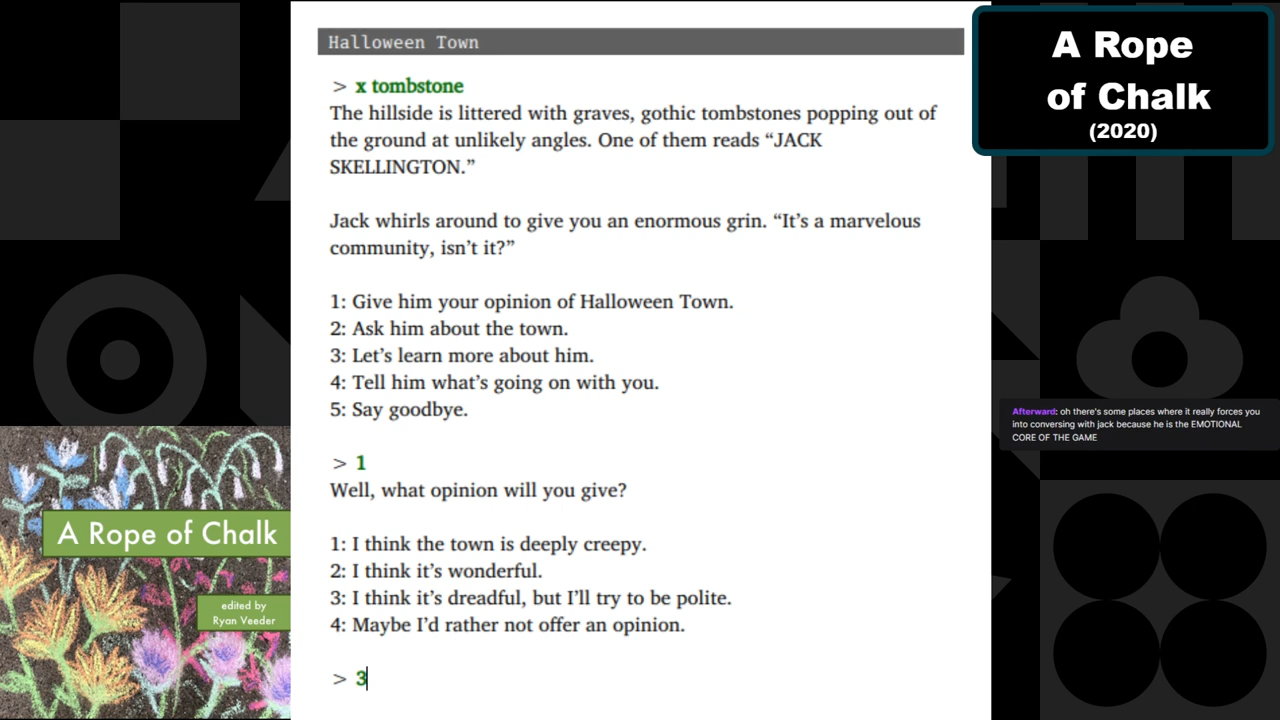 Halloween Town
> x tombstone
The hillside is littered with graves, gothic tombstones popping out of
the ground at unlikely angles. One of them reads “JACK
SKELLINGTON.”
Jack whirls around to give you an enormous grin. “It’s a marvelous
community, isn’t it?”
1: Give him your opinion of Halloween Town.
2: Ask him about the town.
3: Let’s learn more about him.
4: Tell him what’s going on with you.
5: Say goodbye.
> 1
Well, what opinion will you give?
1: I think the town is deeply creepy.
2: I think it’s wonderful.
3: I think it’s dreadful, but I’ll try to be polite.
4: Maybe I’d rather not offer an opinion.
> 3
A Rope
of Chalk
(2020)
Afterward: oh there's some places where it really forces you
into conversing with jack because he is the EMOTIONAL
CORE OF THE GAME
A Rope of Chalk
edited by
Ryan Veeder